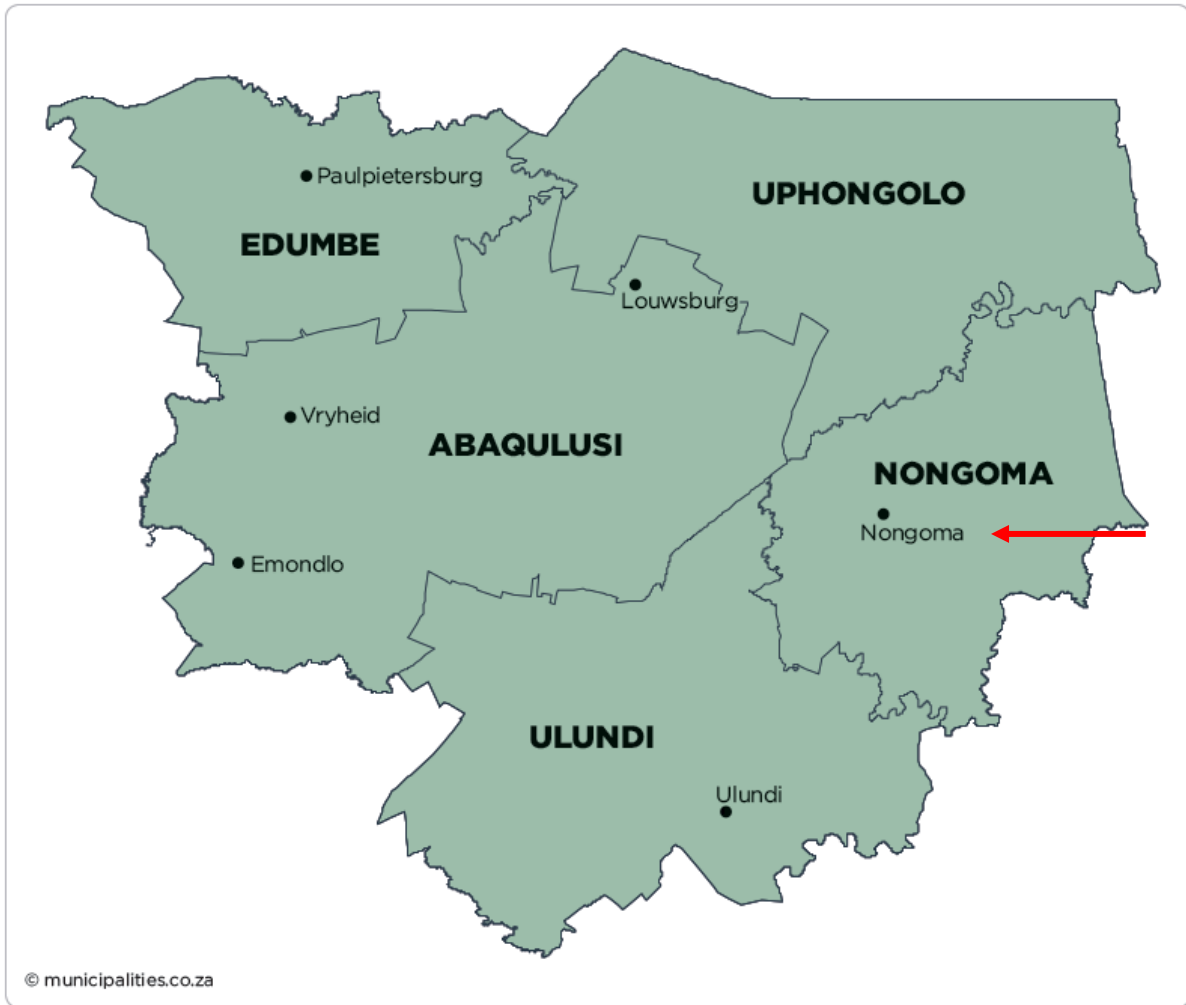 Paulpietersburg
UPHONGOLO
EDUMBE
Louwsburg
Vryheid
ABAQULUSI
NONGOMA
Nongoma
Emondlo
ULUNDI
Ulundi
© municipalities.co.za